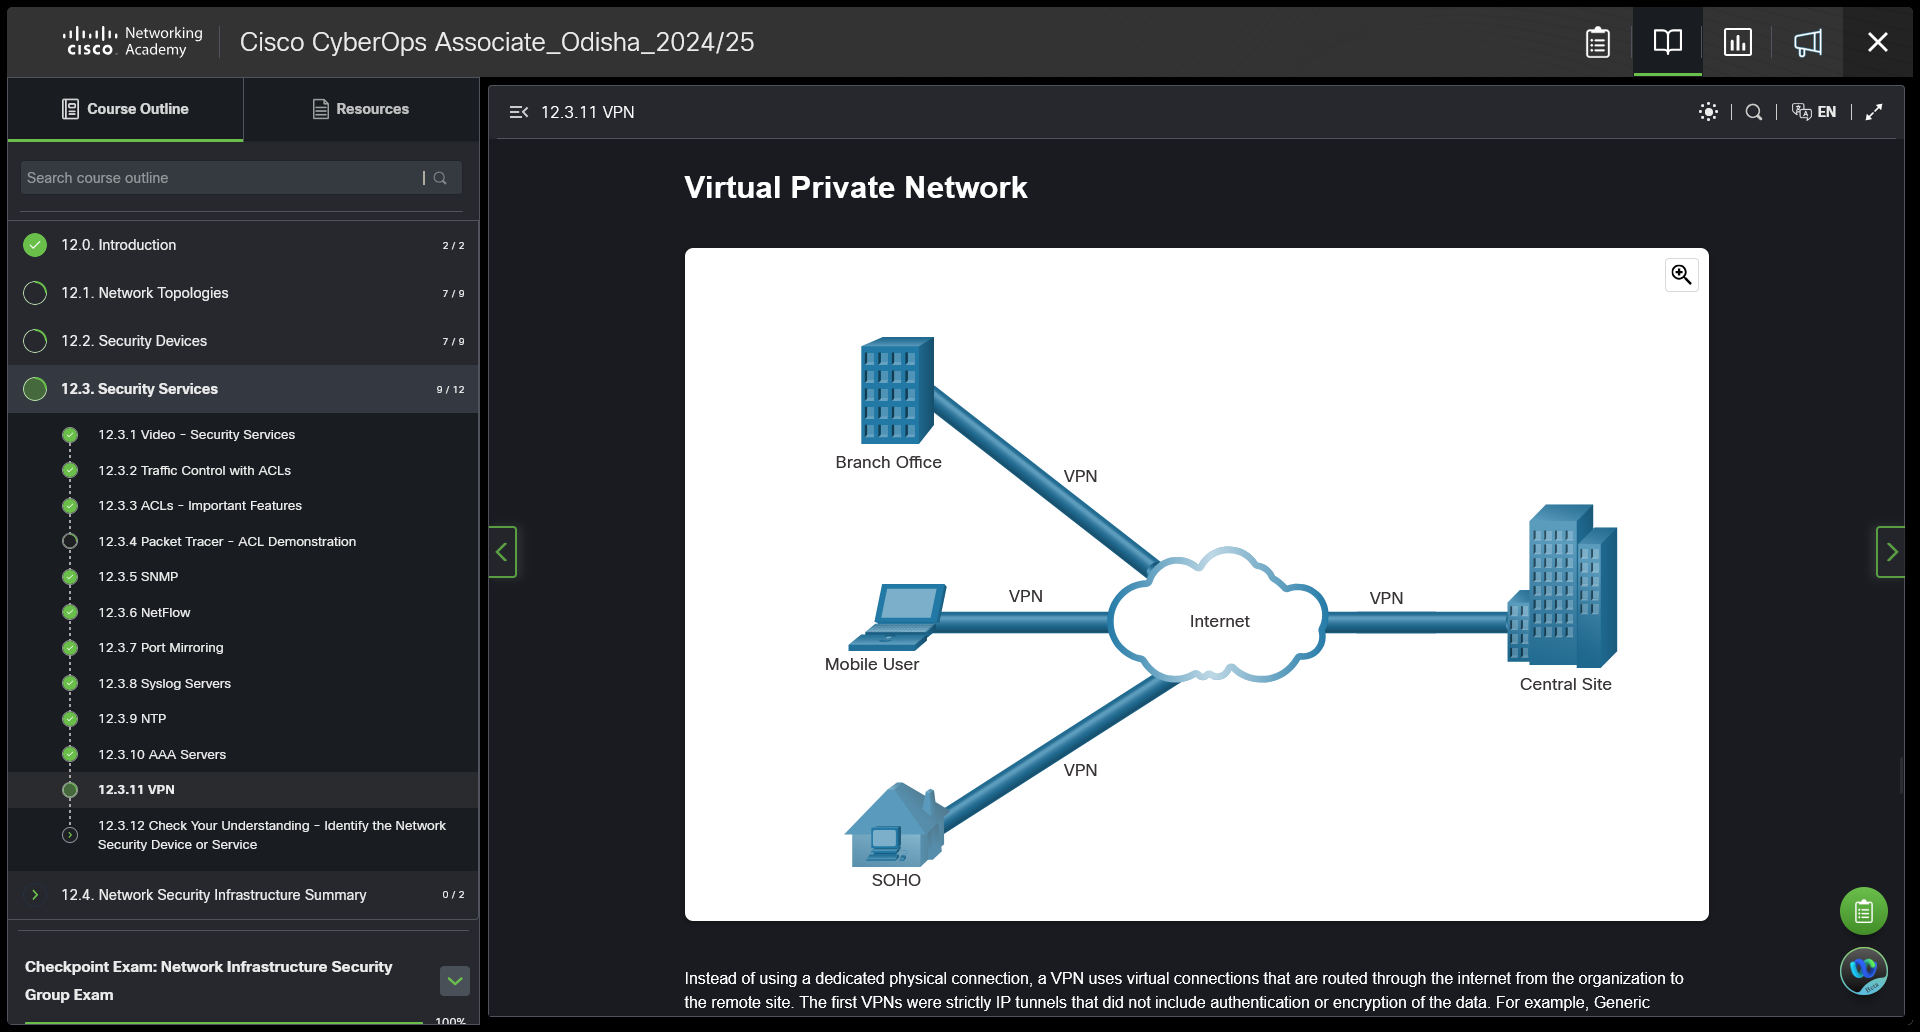 CISCO Networking Academy
Cisco CyberOps Associate_Odisha_2024/25
Course Outline
Resources
Search course outline
12.0. Introduction 2 / 2
12.1. Network Topologies 7 / 9
12.2. Security Devices 7 / 9
12.3. Security Services 9 / 12
12.3.1 Video - Security Services
12.3.2 Traffic Control with ACLs
12.3.3 ACLs - Important Features
12.3.4 Packet Tracer - ACL Demonstration
12.3.5 SNMP
12.3.6 NetFlow
12.3.7 Port Mirroring
12.3.8 Syslog Servers
12.3.9 NTP
12.3.10 AAA Servers
12.3.11 VPN
12.3.12 Check Your Understanding - Identify the Network
Security Device or Service
12.4. Network Security Infrastructure Summary 0 / 2
Checkpoint Exam: Network Infrastructure Security
Group Exam
100%
12.3.11 VPN
EN
Virtual Private Network
Branch Office
VPN
VPN
VPN
Internet
Mobile User
Central Site
VPN
SOHO
Instead of using a dedicated physical connection, a VPN uses virtual connections that are routed through the internet from the organization to
the remote site. The first VPNs were strictly IP tunnels that did not include authentication or encryption of the data. For example, Generic
Beta